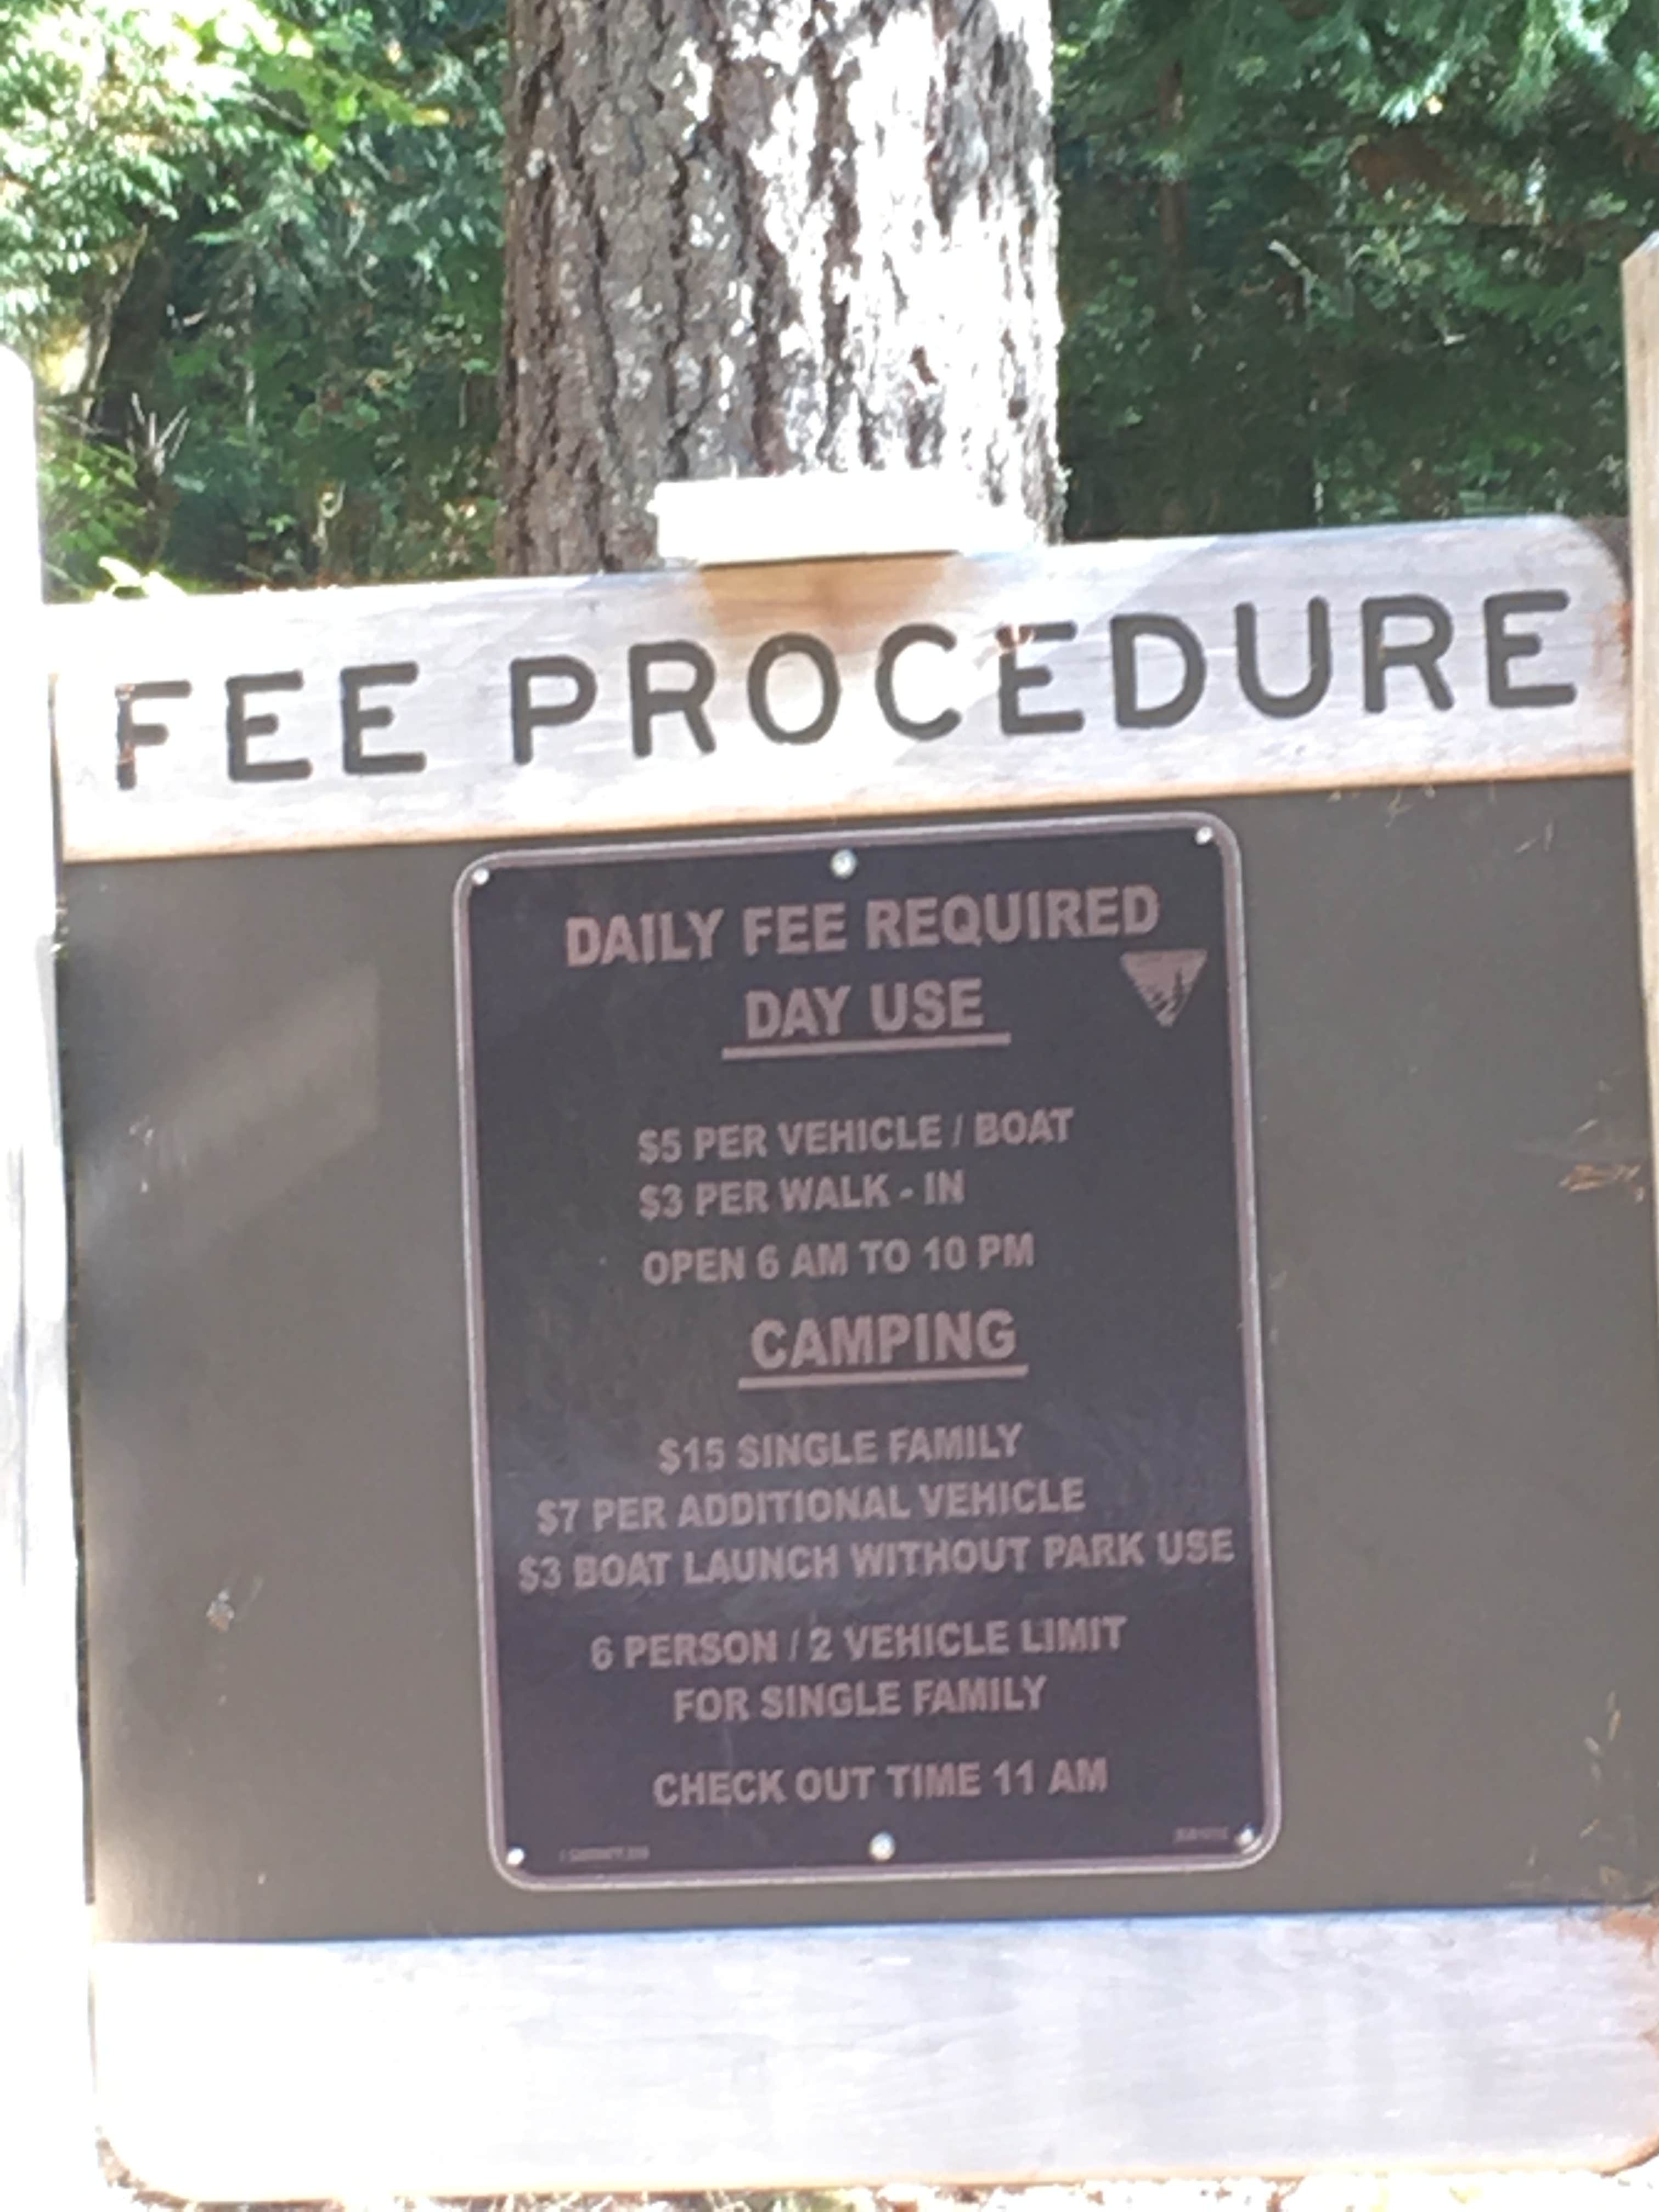 FEE PROCEDURE
DAILY FEE REQUIRED
DAY USE
$5 PER VEHICLE / BOAT
$3 PER WALK - IN
OPEN 6 AM TO 10 PM
CAMPING
$15 SINGLE FAMILY
$7 PER ADDITIONAL VEHICLE
$3 BOAT LAUNCH WITHOUT PARK USE
6 PERSON / 2 VEHICLE LIMIT
FOR SINGLE FAMILY
CHECK OUT TIME 11 AM